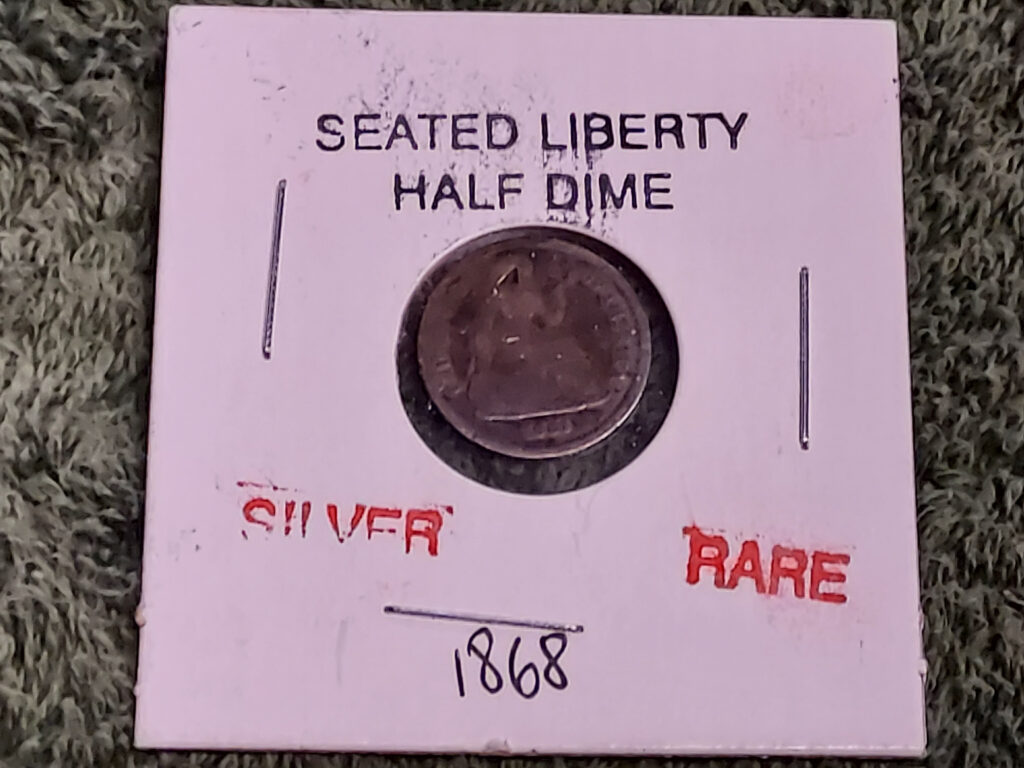 SEATED LIBERTY
HALF DIME
SILVER
RARE
1868